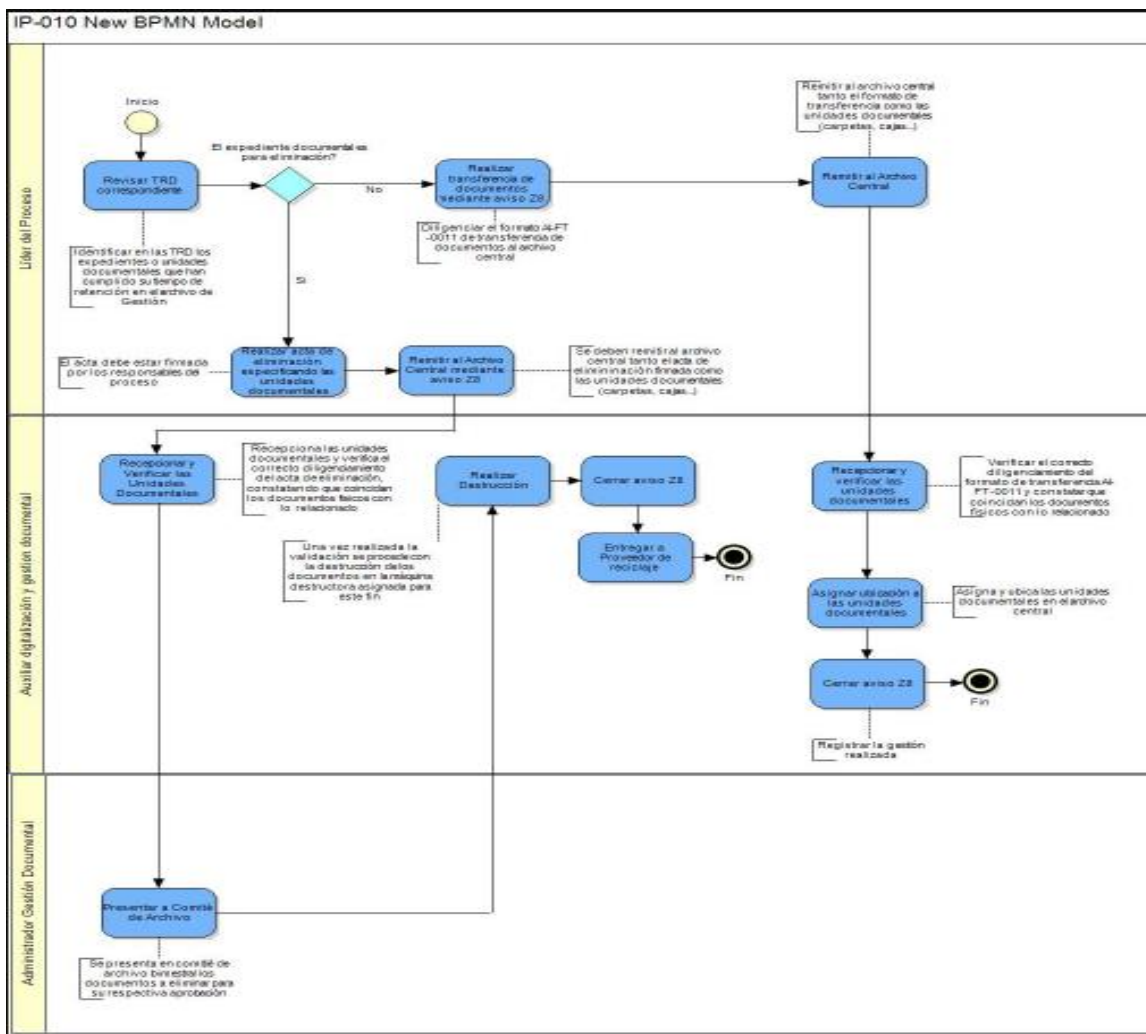 IP-010 New BPMN Model
Líder del Proceso
Inicio
Revisar TRD
correspondiente
Identificar en las TRD los
expedientes o unidades
documentales que han
cumplido su tiempo de
retención en el archivo de
Gestión
El expediente documentales
para eliminación?
No
Si
Realizar
transferencia de
documentos
mediante aviso Z8
Diligenciar el formato AI-FT
-0011 de transferencia de
documentos al archivo
central
Remitir al archivo central
tanto el formato de
transferencia como las
unidades documentales
(carpetas, cajas..)
Remitir al Archivo
Central
El acta debe estar firmada
por los responsables del
proceso
Realizar acta de
eliminación
especificando las
unidades
documentales
Remitir al Archivo
Central mediante
aviso Z8
Se deben remitir al archivo
central tanto el acta de
elimininación firmada como
las unidades documentales
(carpetas, cajas..)
Auxiliar digitalización y gestion documental
Recepcionar y
Verificar las
Unidades
Documentales
Recepciona las unidades
documentales y verifica el
correcto diligenciamiento
del acta de eliminación,
constatando que coincidan
los documentos fisicos con
lo relacionado
Realizar
Destrucción
Una vez realizada la
validación se procede con
la destrucción de los
documentos en la máquina
destructora asignada para
este fin
Cerrar aviso Z8
Entregar a
Proveedor de
reciclaje
Fin
Recepcionar y
verificar las
unidades
documentales
Verificar el correcto
diligenciamiento del
formato de transferencia AI-
FT-0011 y constatar que
coincidan los documentos
físicos con lo relacionado
Asignar ubicación a
las unidades
documentales
Asigna y ubica las unidades
documentales en el archivo
central
Cerrar aviso Z8
Fin
Registrar la gestión
realizada
Administrador Gestión Documental
Presentar a Comité
de Archivo
Se presenta en comitié de
archivo bimestral los
documentos a eliminar para
su respectiva aprobación